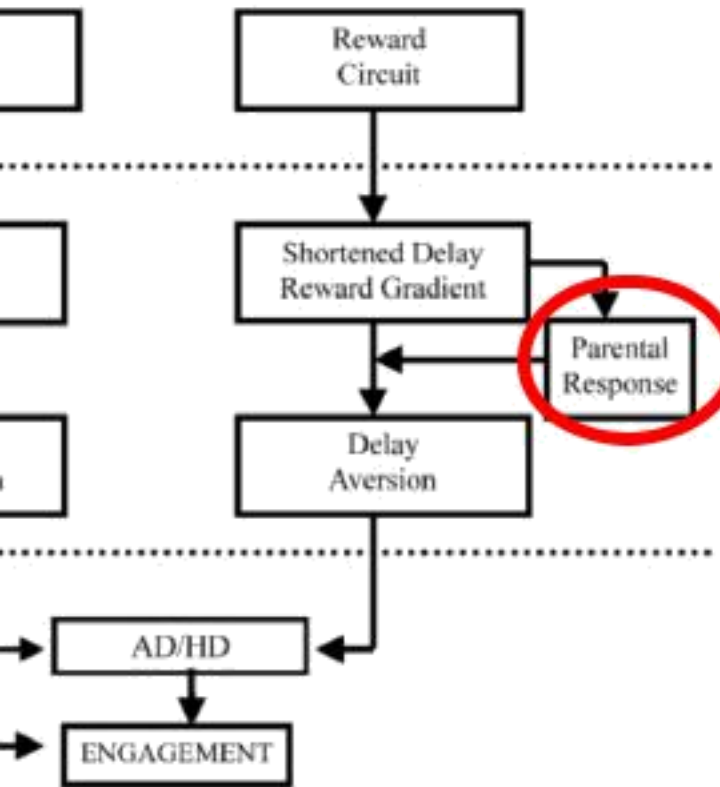 Reward
Circuit
Shortened Delay
Reward Gradient
Parental
Response
Delay
Aversion
AD/HD
ENGAGEMENT